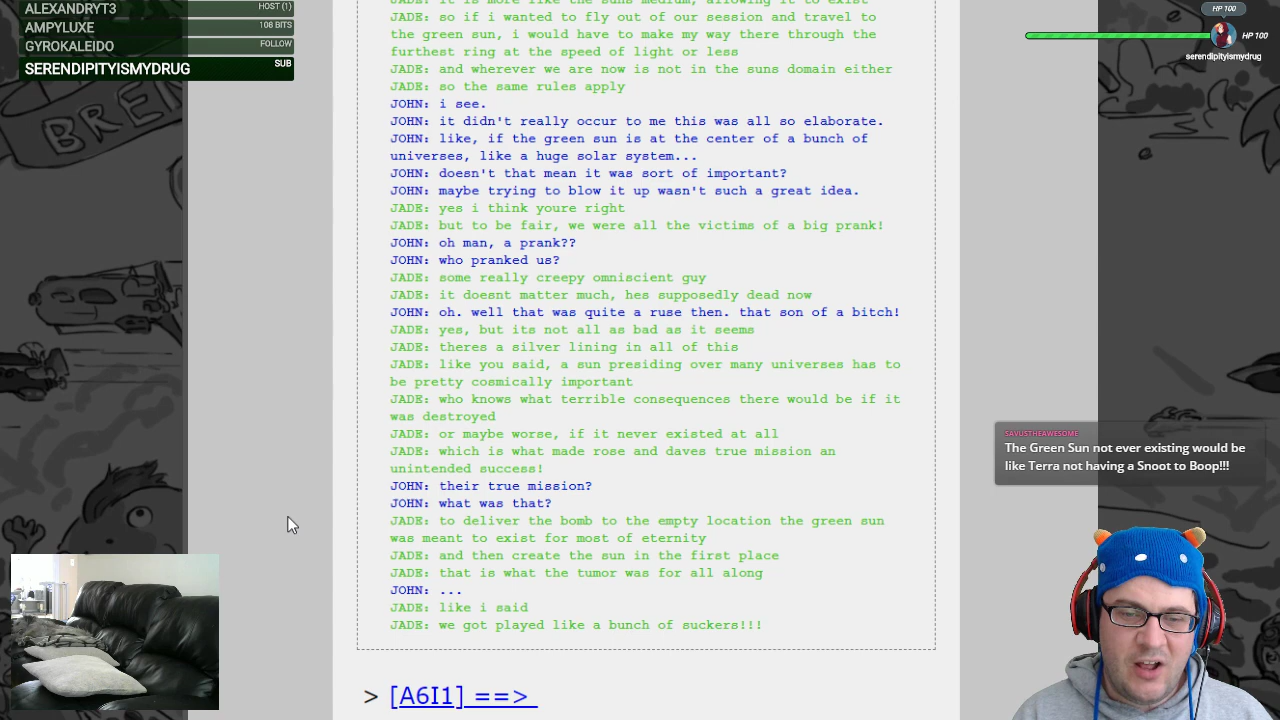 ALEXANDRYT3 HOST (1)
AMPYLUXE 108 BITS
GYROKALEIDO FOLLOW
SERENDIPITYISMYDRUG SUB
BRE
HP 100
HP 100
serendipityismydrug
JADE: it is more like the suns medium, allowing it to exist
JADE: so if i wanted to fly out of our session and travel to
the green sun, i would have to make my way there through the
furthest ring at the speed of light or less
JADE: and wherever we are now is not in the suns domain either
JADE: so the same rules apply
JOHN: i see.
JOHN: it didn't really occur to me this was all so elaborate.
JOHN: like, if the green sun is at the center of a bunch of
universes, like a huge solar system...
JOHN: doesn't that mean it was sort of important?
JOHN: maybe trying to blow it up wasn't such a great idea.
JADE: yes i think youre right
JADE: but to be fair, we were all the victims of a big prank!
JOHN: oh man, a prank??
JOHN: who pranked us?
JADE: some really creepy omniscient guy
JADE: it doesnt matter much, hes supposedly dead now
JOHN: oh. well that was quite a ruse then. that son of a bitch!
JADE: yes, but its not all as bad as it seems
JADE: theres a silver lining in all of this
JADE: like you said, a sun presiding over many universes has to
be pretty cosmically important
JADE: who knows what terrible consequences there would be if it
was destroyed
JADE: or maybe worse, if it never existed at all
JADE: which is what made rose and daves true mission an
unintended success!
JOHN: their true mission?
JOHN: what was that?
JADE: to deliver the bomb to the empty location the green sun
was meant to exist for most of eternity
JADE: and then create the sun in the first place
JADE: that is what the tumor was for all along
JOHN: ...
JADE: like i said
JADE: we got played like a bunch of suckers!!!
> [A6I1] ==>
SAVUSTHEAWESOME
The Green Sun not ever existing would be
like Terra not having a Snoot to Boop!!!